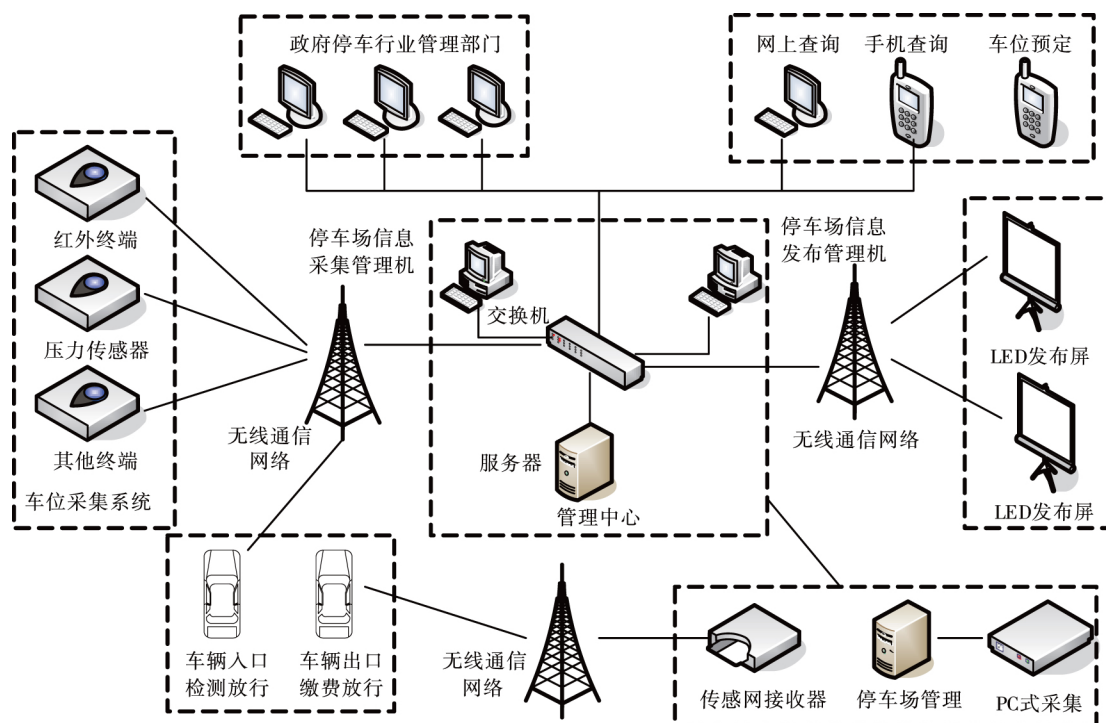 政府停车行业管理部门
网上查询
手机查询
车位预定
红外终端
压力传感器
其他终端
车位采集系统
停车场信息
采集管理机
无线通信
网络
交换机
服务器
管理中心
停车场信息
发布管理机
无线通信网络
LED发布屏
LED发布屏
车辆入口
检测放行
车辆出口
缴费放行
无线通信
网络
传感网接收器
停车场管理
PC式采集